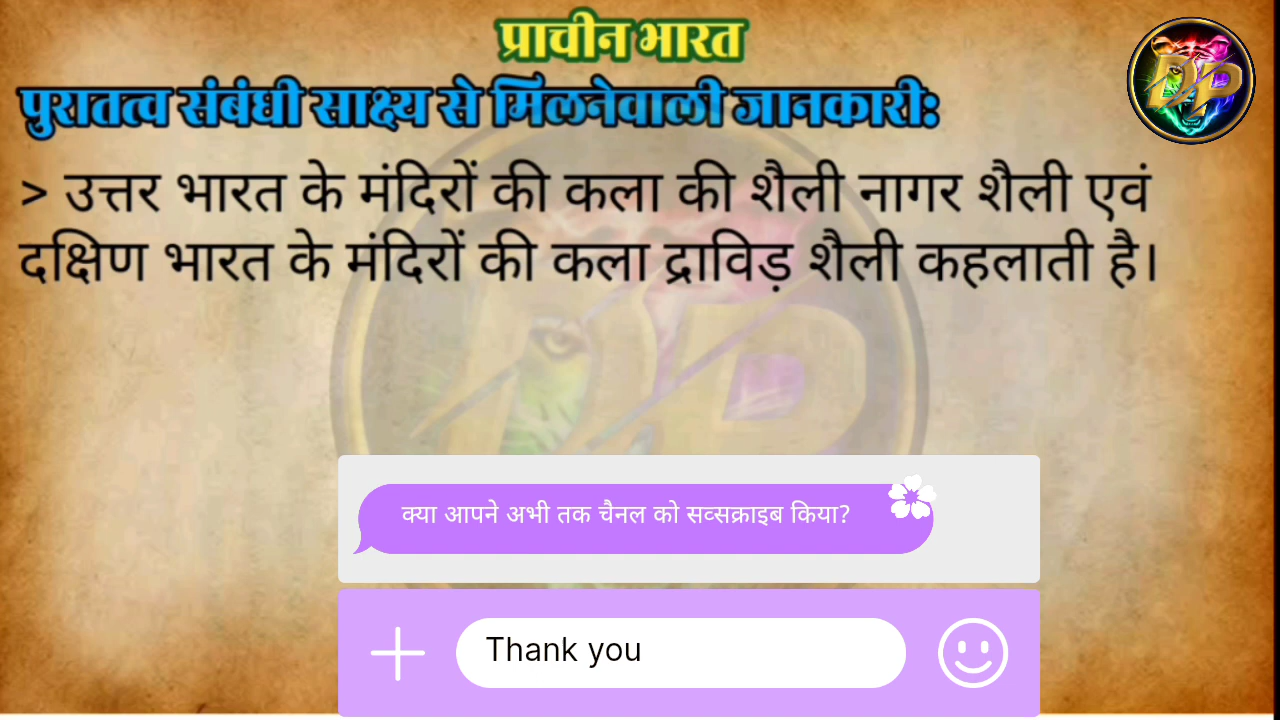 प्राचीन भारत
पुरातत्व संबंधी साक्ष्य से मिलनेवाली जानकारी:
> उत्तर भारत के मंदिरों की कला की शैली नागर शैली एवं
दक्षिण भारत के मंदिरों की कला द्राविड़ शैली कहलाती है।
क्या आपने अभी तक चैनल को सव्सक्राइब किया?
Thank you